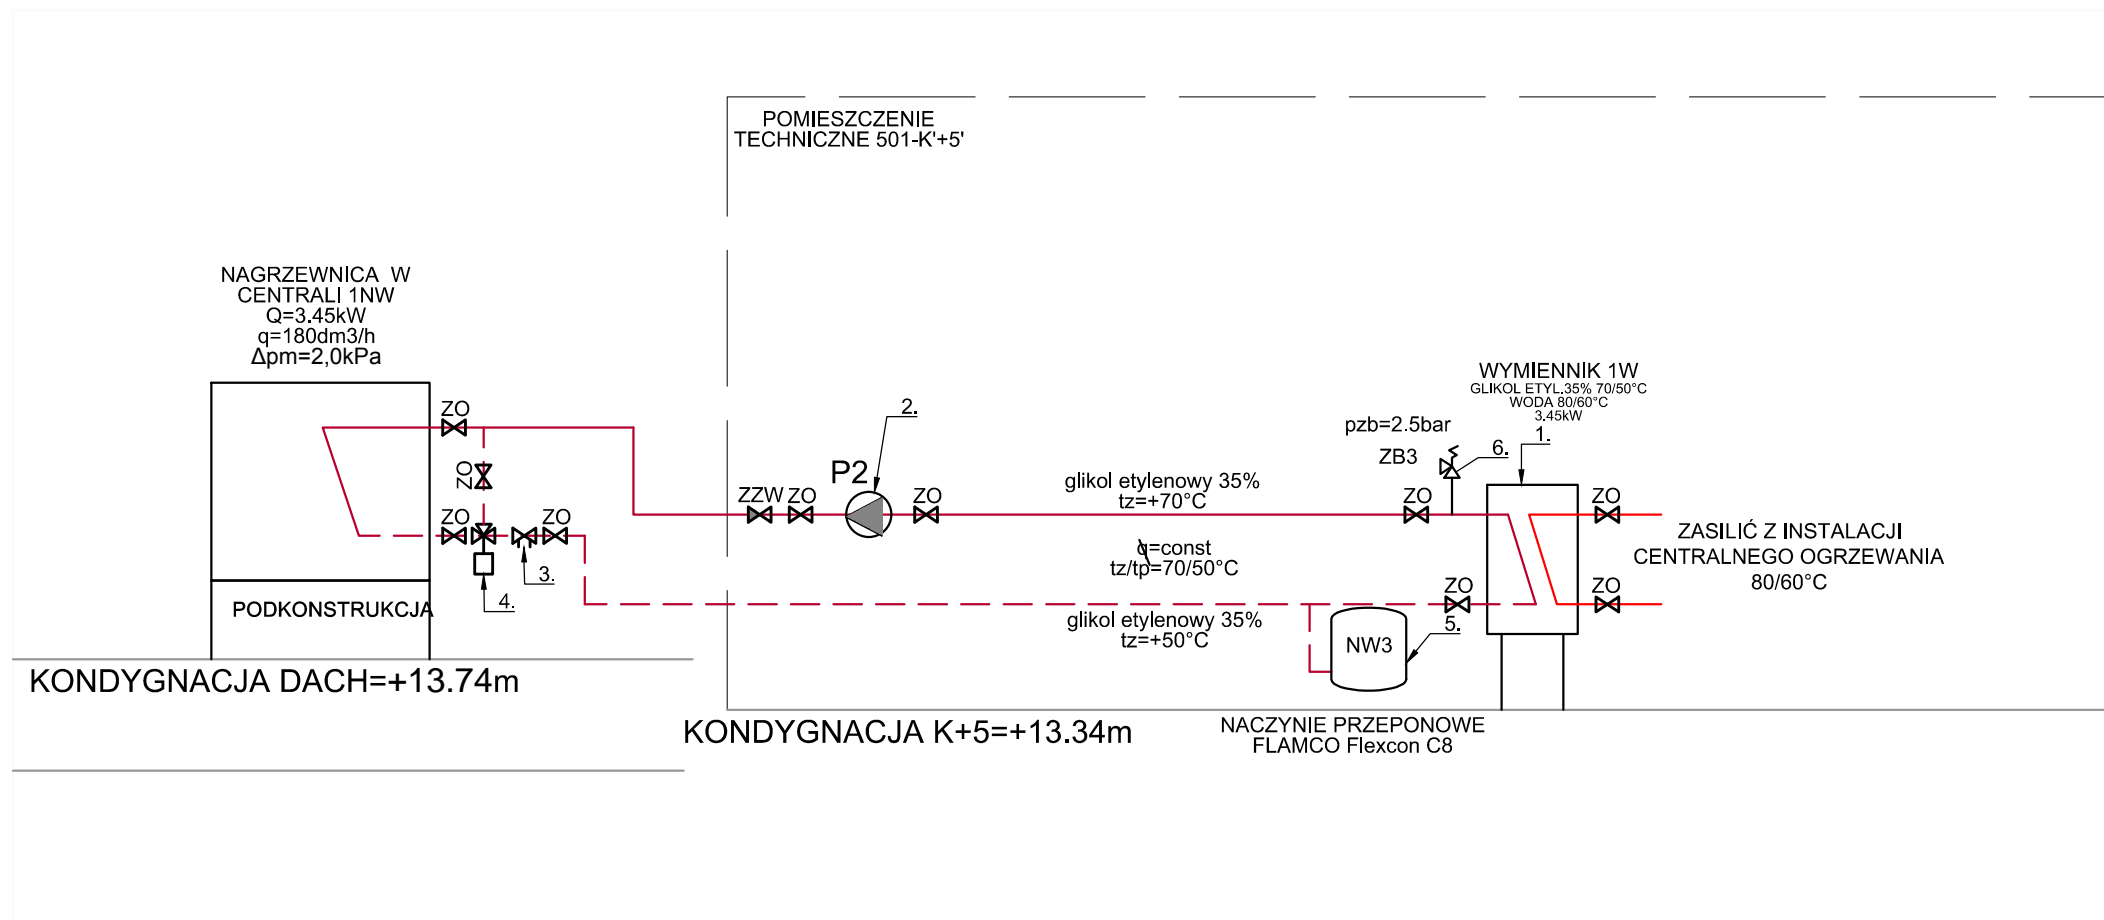 POMIESZCZENIE
TECHNICZNE 501-K'+5'
NAGRZEWNICA W
CENTRALI 1NW
Q=3.45kW
q=180dm3/h
Δpm=2,0kPa
ZO
ZO
ZO
ZO
3.
4.
PODKONSTRUKCJA
KONDYGNACJA DACH=+13.74m
2.
P2
ZZW
ZO
ZO
glikol etylenowy 35%
tz=+70°C
q=const
tz/tp=70/50°C
glikol etylenowy 35%
tz=+50°C
pzb=2.5bar
ZB3
6.
ZO
WYMIENNIK 1W
GLIKOL ETYL.35% 70/50°C
WODA 80/60°C
3.45kW
1.
ZO
ZO
ZO
5.
NW3
ZASILIĆ Z INSTALACJI
CENTRALNEGO OGRZEWANIA
80/60°C
KONDYGNACJA K+5=+13.34m
NACZYNIE PRZEPONOWE
FLAMCO Flexcon C8